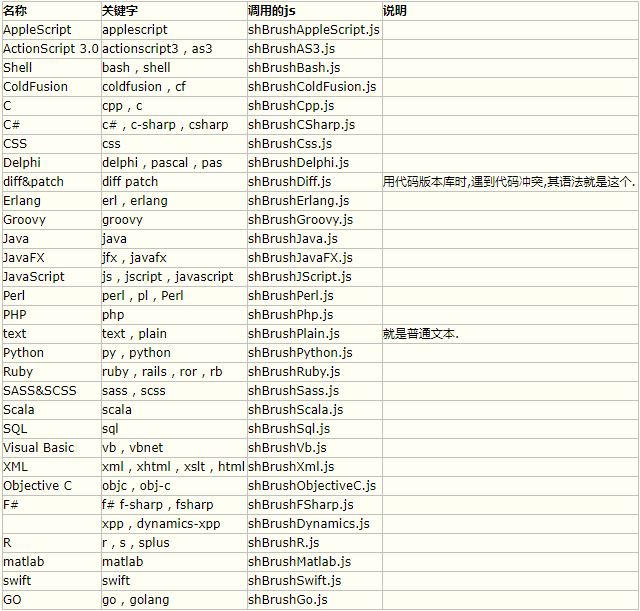 名称 关键字 调用的js 说明
AppleScript applescript shBrushAppleScript.js
ActionScript 3.0 actionscript3 , as3 shBrushAS3.js
Shell bash , shell shBrushBash.js
ColdFusion coldfusion , cf shBrushColdFusion.js
C cpp , c shBrushCpp.js
C# c# , c-sharp , csharp shBrushCSharp.js
CSS css shBrushCss.js
Delphi delphi , pascal , pas shBrushDelphi.js
diff&patch diff patch shBrushDiff.js 用代码版本库时,遇到代码冲突,其语法就是这个.
Erlang erl , erlang shBrushErlang.js
Groovy groovy shBrushGroovy.js
Java java shBrushJava.js
JavaFX jfx , javafx shBrushJavaFX.js
JavaScript js , jscript , javascript shBrushJScript.js
Perl perl , pl , Perl shBrushPerl.js
PHP php shBrushPhp.js
text text , plain shBrushPlain.js 就是普通文本.
Python py , python shBrushPython.js
Ruby ruby , rails , ror , rb shBrushRuby.js
SASS&SCSS sass , scss shBrushSass.js
Scala scala shBrushScala.js
SQL sql shBrushSql.js
Visual Basic vb , vbnet shBrushVb.js
XML xml , xhtml , xslt , html shBrushXml.js
Objective C objc , obj-c shBrushObjectiveC.js
F# f# f-sharp , fsharp shBrushFSharp.js
xpp , dynamics-xpp shBrushDynamics.js
R r , s , splus shBrushR.js
matlab matlab shBrushMatlab.js
swift swift shBrushSwift.js
GO go , golang shBrushGo.js